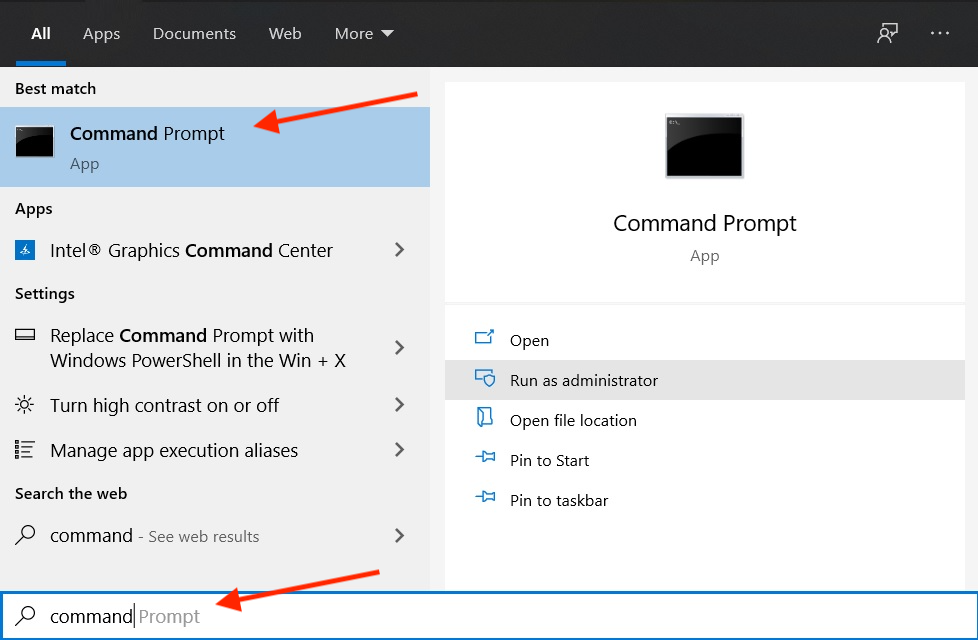 All Apps Documents Web More
Best match
Command Prompt
App
Apps
Intel® Graphics Command Center
Settings
Replace Command Prompt with
Windows PowerShell in the Win + X
Turn high contrast on or off
Manage app execution aliases
Search the web
command - See web results
command Prompt
Command Prompt
App
Open
Run as administrator
Open file location
Pin to Start
Pin to taskbar